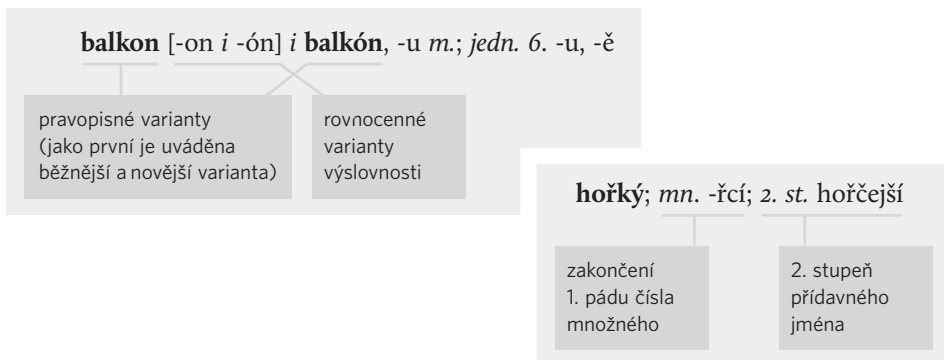 balkon [-on i -ón] i balkón, -u m.; jedn. 6. -u, -ě
pravopisné varianty
(jako první je uváděna
běžnější a novější varianta)
rovnocenné
varianty
výslovnosti
hořký; mn. -řcí; 2. st. hořčejší
zakončení
1. pádu čísla
množného
2. stupeň
přídavného
jména